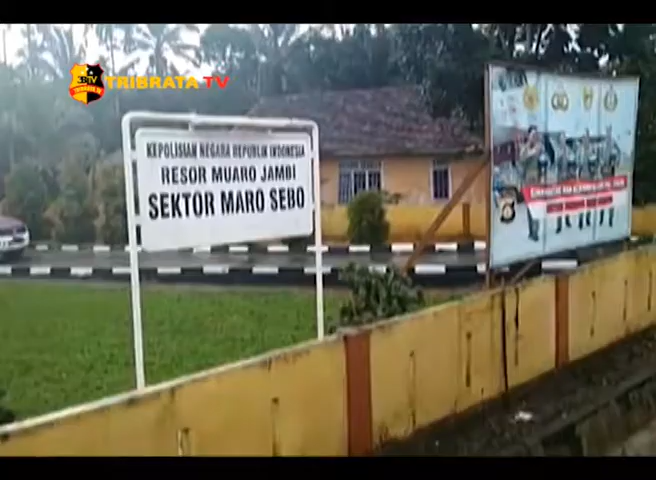 TRIBRATA TV
KEPOLISIAN NEGARA REPUBLIK INDONESIA
RESOR MUARO JAMBI
SEKTOR MARO SEBO